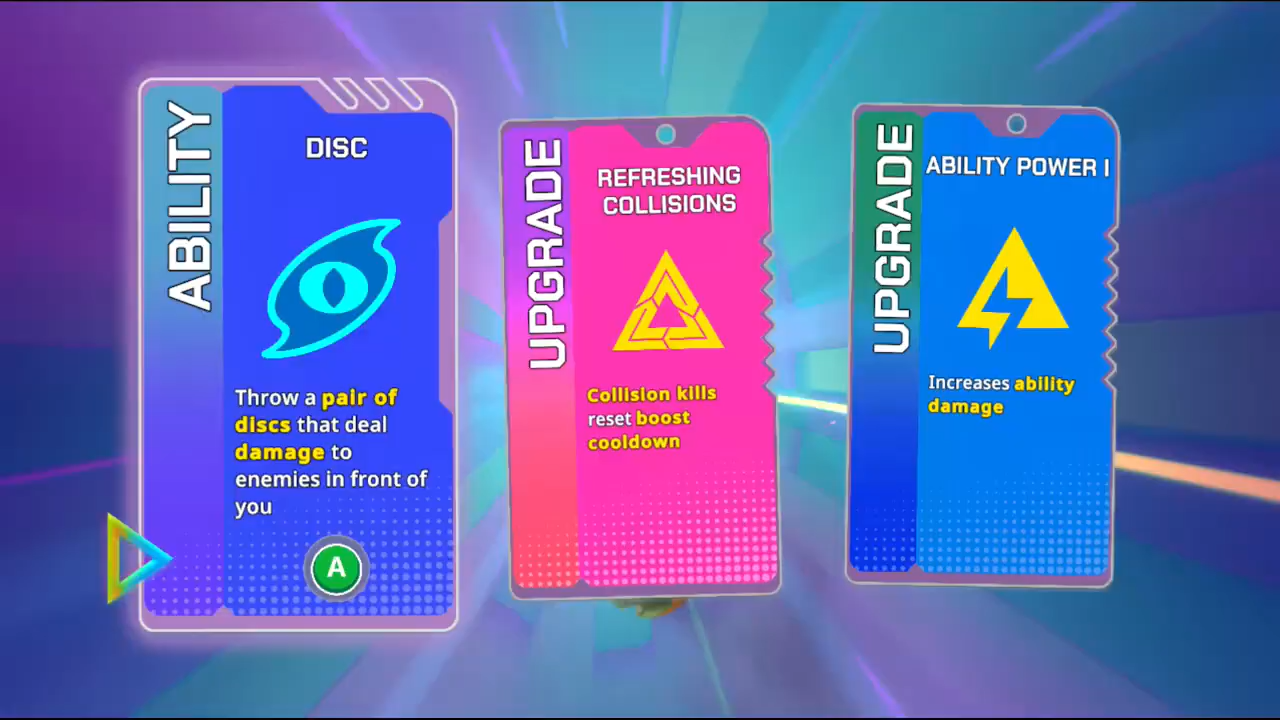 ABILITY
DISC
Throw a pair of
discs that deal
damage to
enemies in front of
you
A
UPGRADE
REFRESHING
COLLISIONS
Collision kills
reset boost
cooldown
UPGRADE
ABILITY POWER I
Increases ability
damage